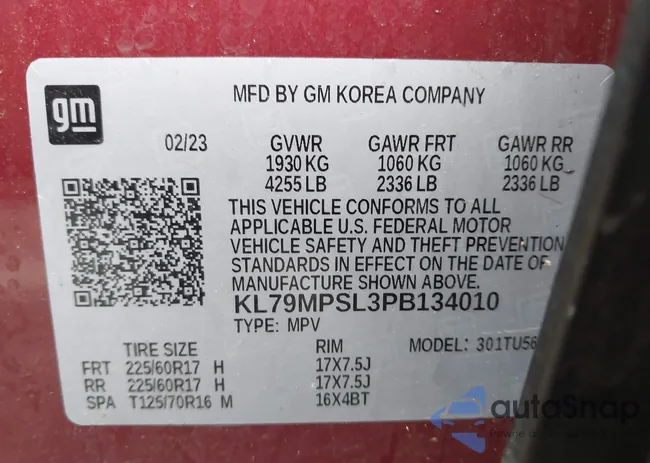 gm
MFD BY GM KOREA COMPANY
02/23 GVWR GAWR FRT GAWR RR
1930 KG 1060 KG 1060 KG
4255 LB 2336 LB 2336 LB
THIS VEHICLE CONFORMS TO ALL
APPLICABLE U.S. FEDERAL MOTOR
VEHICLE SAFETY AND THEFT PREVENTION
STANDARDS IN EFFECT ON THE DATE OF
MANUFACTURE SHOWN ABOVE.
KL79MPSL3PB134010
TYPE: MPV
TIRE SIZE RIM MODEL: 301TU56
FRT 225/60R17 H 17X7.5J
RR 225/60R17 H 17X7.5J
SPA T125/70R16 M 16X4BT
autoSnap